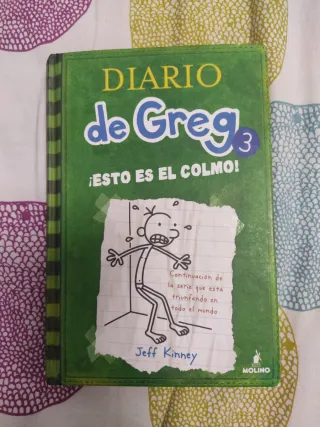 DIARIO
de Greg 3
¡ESTO ES EL COLMO!
Continuación de
la serie que está
triunfando en
todo el mundo
Jeff Kinney
MOLINO